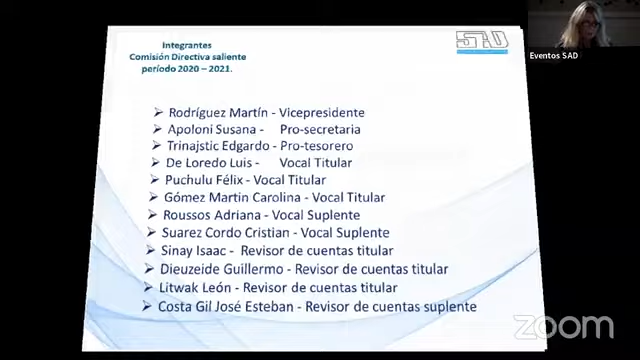 Integrantes
Comisión Directiva saliente
período 2020 – 2021.
SAD
Eventos SAD
➢ Rodríguez Martín - Vicepresidente
➢ Apoloni Susana - Pro-secretaria
➢ Trinajstic Edgardo - Pro-tesorero
➢ De Loredo Luis - Vocal Titular
➢ Puchulu Félix - Vocal Titular
➢ Gómez Martin Carolina - Vocal Titular
➢ Roussos Adriana - Vocal Suplente
➢ Suarez Cordo Cristian - Vocal Suplente
➢ Sinay Isaac - Revisor de cuentas titular
➢ Dieuzeide Guillermo - Revisor de cuentas titular
➢ Litwak León - Revisor de cuentas titular
➢ Costa Gil José Esteban - Revisor de cuentas suplente
zoom